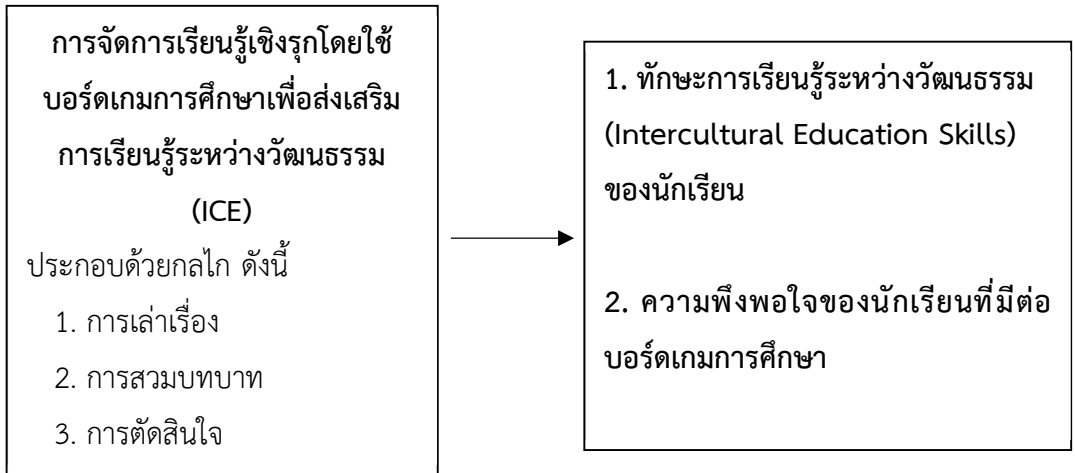 การจัดการเรียนรู้เชิงรุกโดยใช้
บอร์ดเกมการศึกษาเพื่อส่งเสริม
การเรียนรู้ระหว่างวัฒนธรรม
(ICE)
ประกอบด้วยกลไก ดังนี้
1. การเล่าเรื่อง
2. การสวมบทบาท
3. การตัดสินใจ
1. ทักษะการเรียนรู้ระหว่างวัฒนธรรม
(Intercultural Education Skills)
ของนักเรียน
2. ความพึงพอใจของนักเรียนที่มีต่อ
บอร์ดเกมการศึกษา